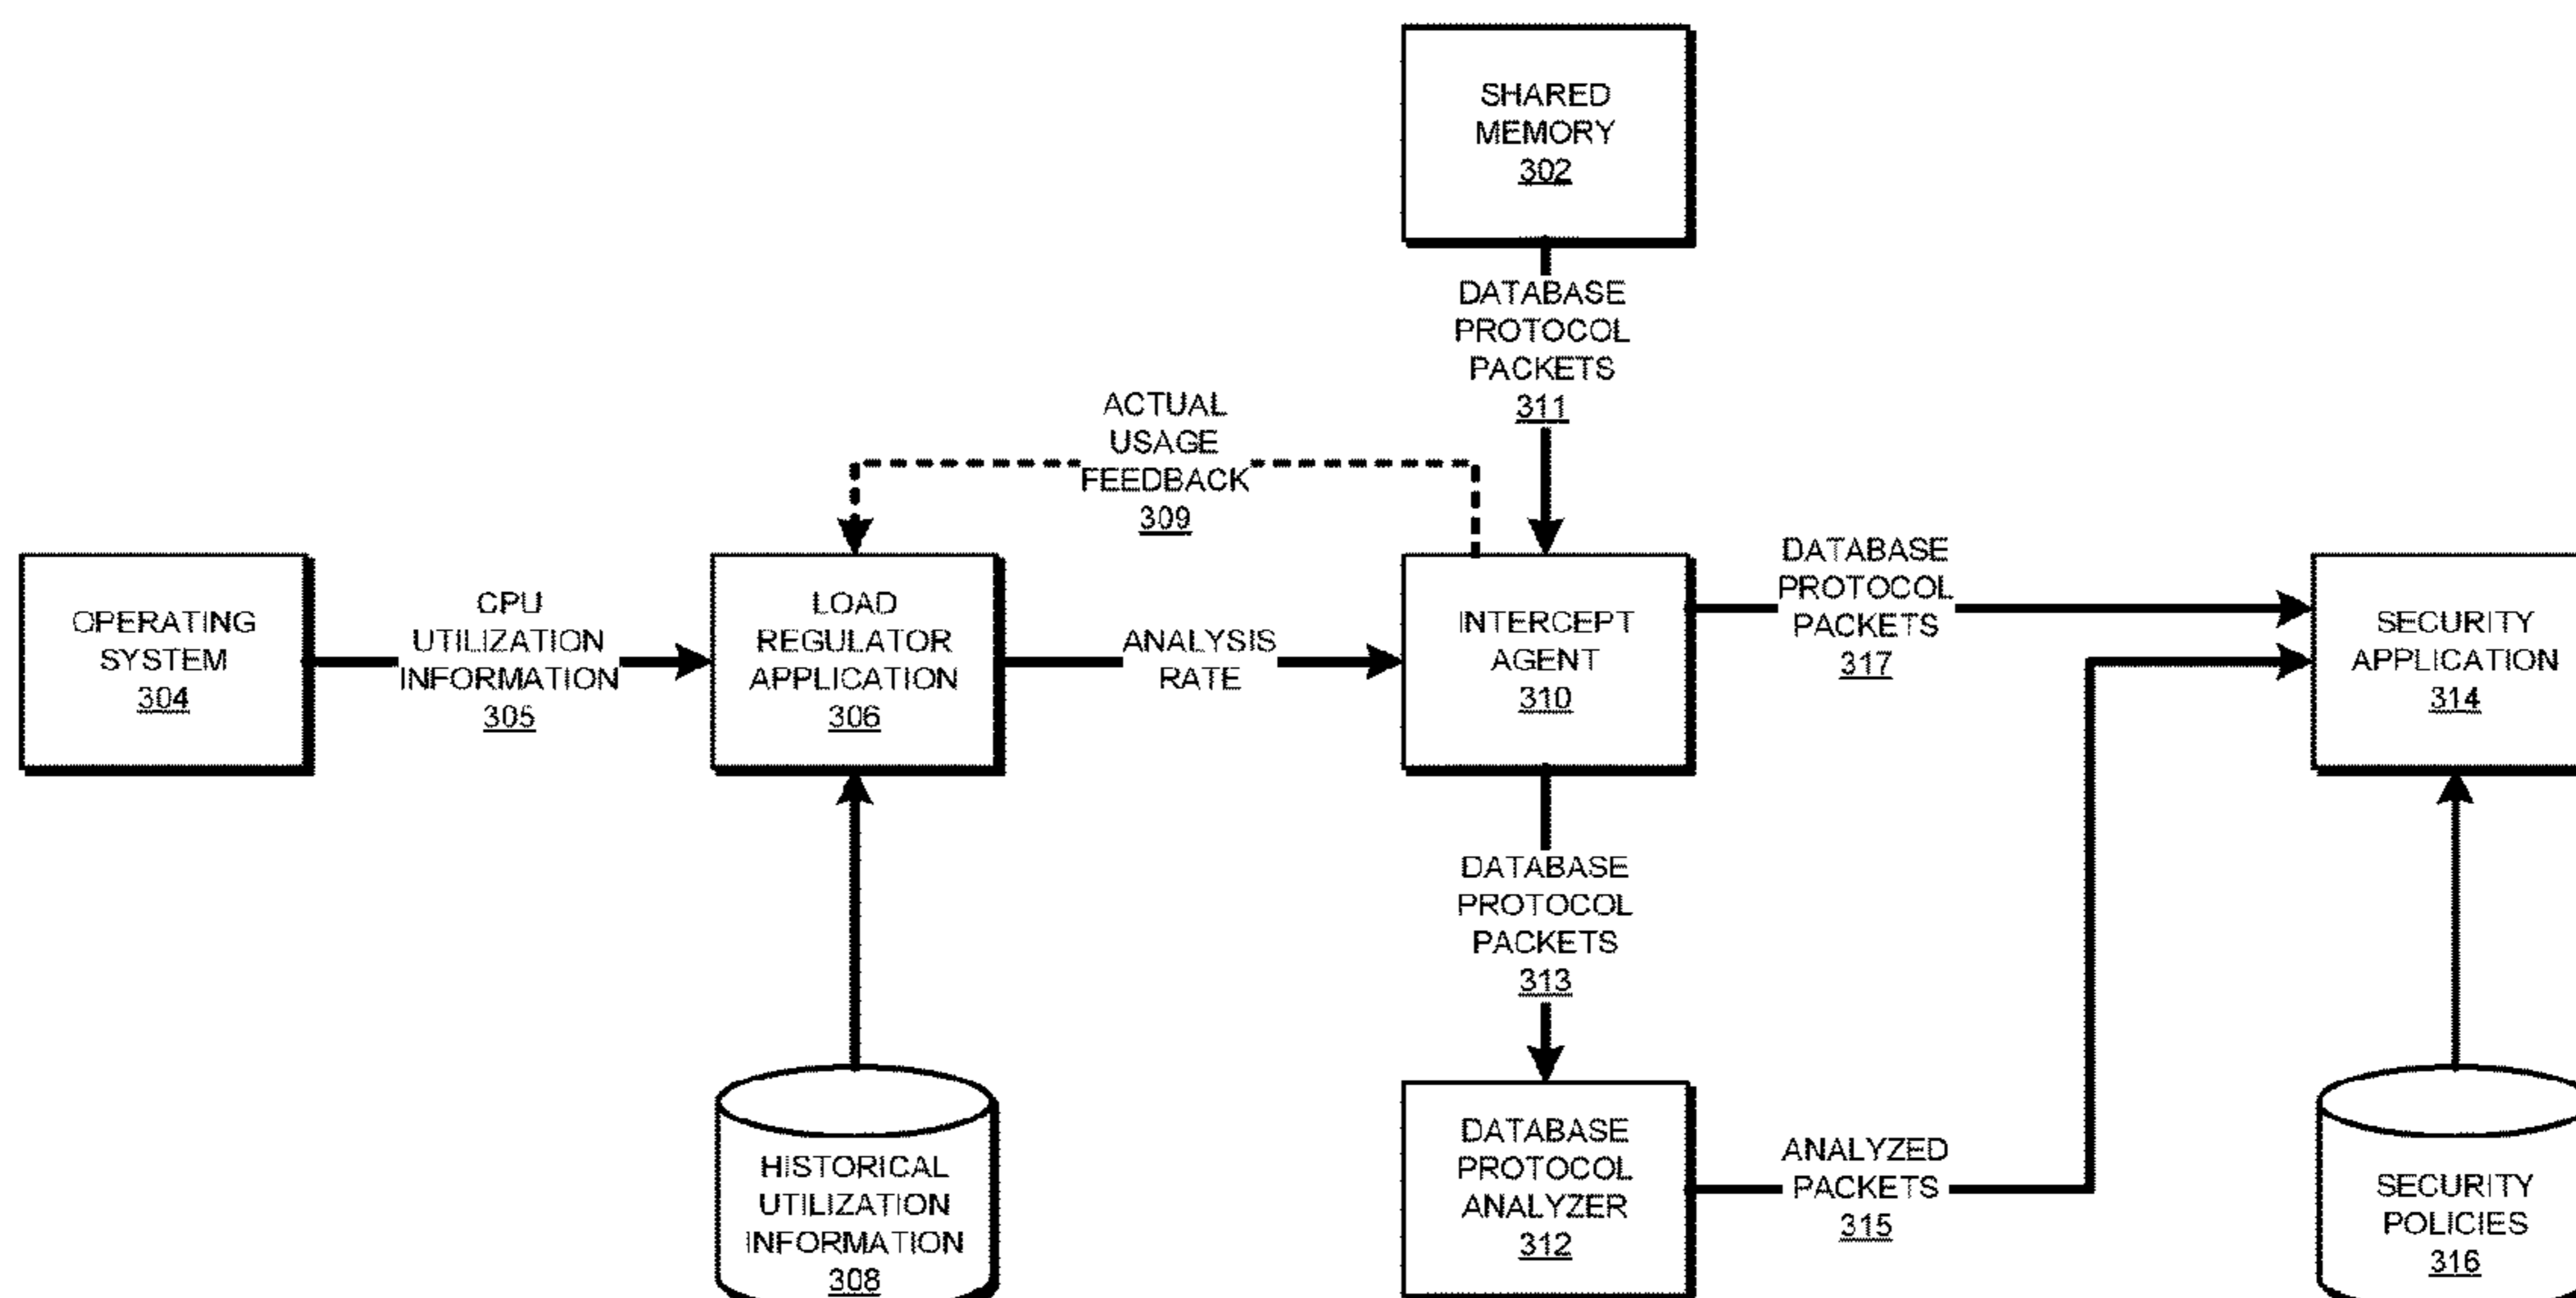 SHARED
MEMORY
302
DATABASE
PROTOCOL
PACKETS
311
ACTUAL
USAGE
FEEDBACK
309
OPERATING
SYSTEM
304
CPU
UTILIZATION
INFORMATION
305
LOAD
REGULATOR
APPLICATION
306
ANALYSIS
RATE
INTERCEPT
AGENT
310
DATABASE
PROTOCOL
PACKETS
317
SECURITY
APPLICATION
314
DATABASE
PROTOCOL
PACKETS
313
HISTORICAL
UTILIZATION
INFORMATION
308
DATABASE
PROTOCOL
ANALYZER
312
ANALYZED
PACKETS
315
SECURITY
POLICIES
316